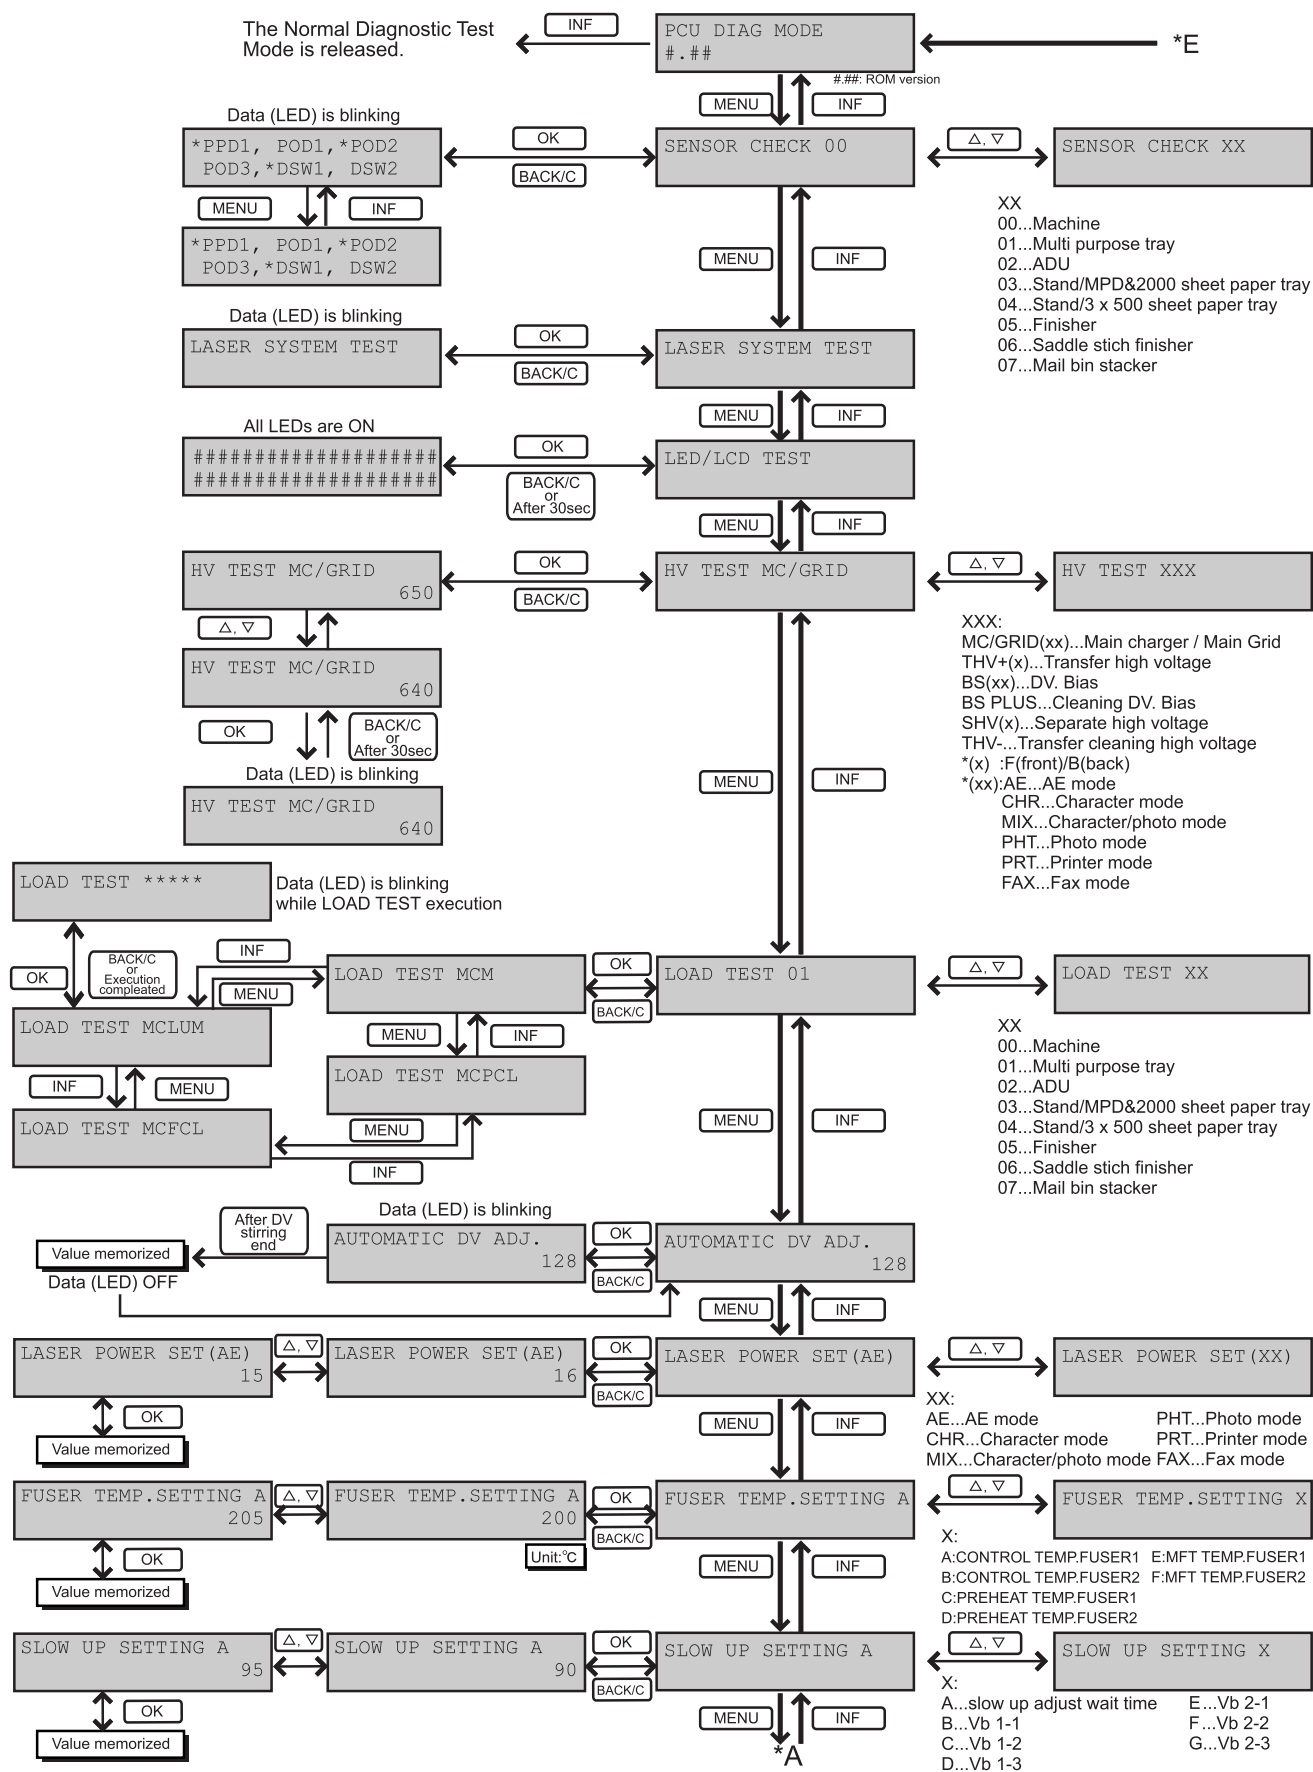 The Normal Diagnostic Test
Mode is released.
INF
PCU DIAG MODE
#.##
*E
#.##: ROM version
MENU
INF
Data (LED) is blinking
*PPD1, POD1,*POD2
POD3,*DSW1, DSW2
OK
BACK/C
SENSOR CHECK 00
△, ▽
SENSOR CHECK XX
MENU
INF
*PPD1, POD1,*POD2
POD3,*DSW1, DSW2
MENU
INF
XX
00...Machine
01...Multi purpose tray
02...ADU
03...Stand/MPD&2000 sheet paper tray
04...Stand/3 x 500 sheet paper tray
05...Finisher
06...Saddle stich finisher
07...Mail bin stacker
Data (LED) is blinking
LASER SYSTEM TEST
OK
BACK/C
LASER SYSTEM TEST
MENU
INF
All LEDs are ON
####################
####################
OK
BACK/C
or
After 30sec
LED/LCD TEST
MENU
INF
HV TEST MC/GRID
650
OK
BACK/C
HV TEST MC/GRID
△, ▽
HV TEST XXX
△, ▽
HV TEST MC/GRID
640
OK
BACK/C
or
After 30sec
Data (LED) is blinking
HV TEST MC/GRID
640
MENU
INF
XXX:
MC/GRID(xx)...Main charger / Main Grid
THV+(x)...Transfer high voltage
BS(xx)...DV. Bias
BS PLUS...Cleaning DV. Bias
SHV(x)...Separate high voltage
THV-...Transfer cleaning high voltage
*(x) :F(front)/B(back)
*(xx):AE...AE mode
CHR...Character mode
MIX...Character/photo mode
PHT...Photo mode
PRT...Printer mode
FAX...Fax mode
LOAD TEST *****
Data (LED) is blinking
while LOAD TEST execution
OK
BACK/C
or
Execution
compleated
INF
MENU
LOAD TEST MCM
OK
BACK/C
LOAD TEST 01
△, ▽
LOAD TEST XX
LOAD TEST MCLUM
MENU
INF
INF
MENU
LOAD TEST MCPCL
LOAD TEST MCFCL
MENU
INF
MENU
INF
XX
00...Machine
01...Multi purpose tray
02...ADU
03...Stand/MPD&2000 sheet paper tray
04...Stand/3 x 500 sheet paper tray
05...Finisher
06...Saddle stich finisher
07...Mail bin stacker
Data (LED) is blinking
Value memorized
Data (LED) OFF
After DV
stirring
end
AUTOMATIC DV ADJ.
128
OK
BACK/C
AUTOMATIC DV ADJ.
128
MENU
INF
LASER POWER SET(AE)
15
△, ▽
LASER POWER SET(AE)
16
OK
BACK/C
LASER POWER SET(AE)
△, ▽
LASER POWER SET(XX)
OK
Value memorized
MENU
INF
XX:
AE...AE mode PHT...Photo mode
CHR...Character mode PRT...Printer mode
MIX...Character/photo mode FAX...Fax mode
FUSER TEMP.SETTING A
205
△, ▽
FUSER TEMP.SETTING A
200
OK
BACK/C
FUSER TEMP.SETTING A
△, ▽
FUSER TEMP.SETTING X
Unit:℃
OK
Value memorized
MENU
INF
X:
A:CONTROL TEMP.FUSER1 E:MFT TEMP.FUSER1
B:CONTROL TEMP.FUSER2 F:MFT TEMP.FUSER2
C:PREHEAT TEMP.FUSER1
D:PREHEAT TEMP.FUSER2
SLOW UP SETTING A
95
△, ▽
SLOW UP SETTING A
90
OK
BACK/C
SLOW UP SETTING A
△, ▽
SLOW UP SETTING X
OK
Value memorized
MENU
INF
*A
X:
A...slow up adjust wait time E...Vb 2-1
B...Vb 1-1 F...Vb 2-2
C...Vb 1-2 G...Vb 2-3
D...Vb 1-3